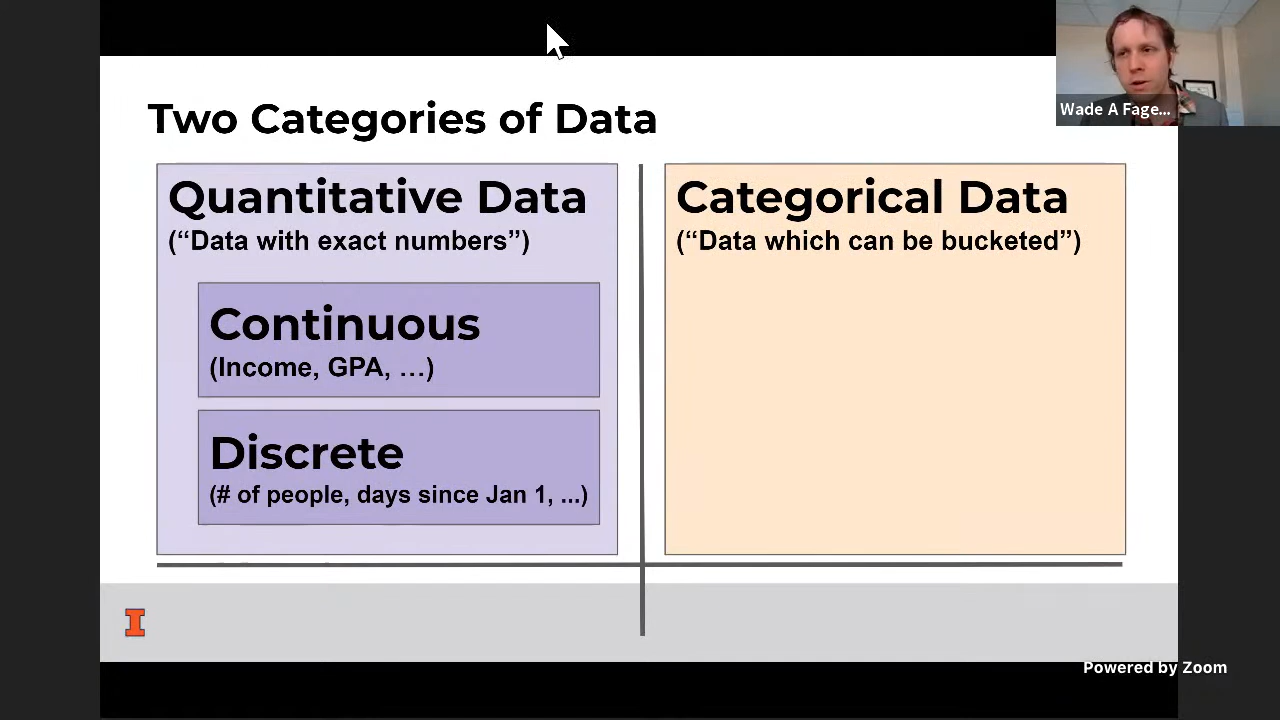 Two Categories of Data
Wade A Fage...
Quantitative Data
(“Data with exact numbers”)
Continuous
(Income, GPA, …)
Discrete
(# of people, days since Jan 1, ...)
Categorical Data
(“Data which can be bucketed”)
I
Powered by Zoom